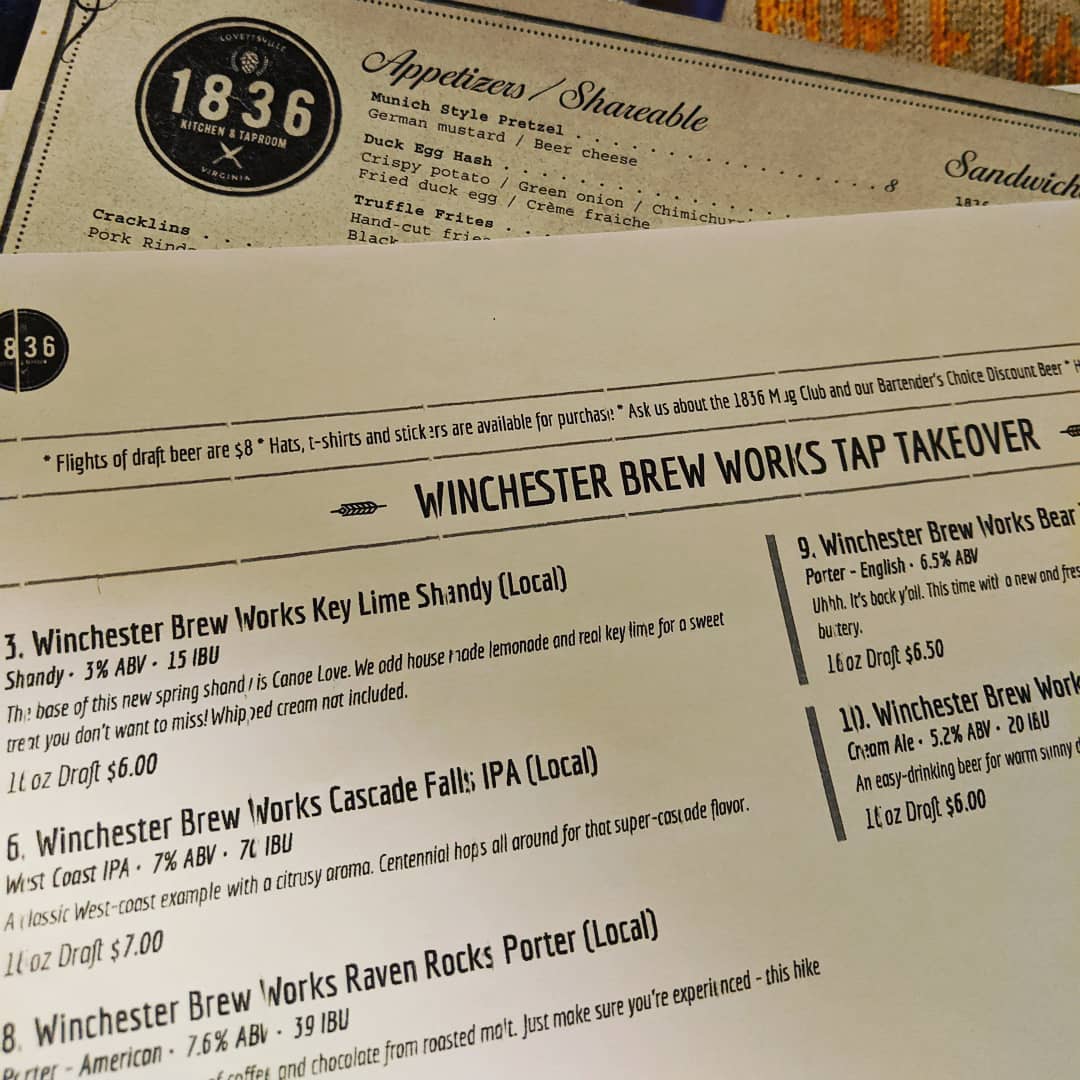 LOVETTSVILLE
1836
KITCHEN & TAPROOM
VIRGINIA
Cracklins . . .
Pork
Appetizers / Shareable
Munich Style Pretzel . . . . . . . . . . . . . . . . . . 8
German mustard / Beer cheese
Duck Egg Hash . . . . . . . . . . . . . .
Crispy potato / Green onion /
Fried duck egg / Crème fraiche
Truffle Frites . . .
Hand-cut
Black
1836
* Flights of draft beer are $8 * Hats, t-shirts and stickers are available for purchase * Ask us about the 1836 Mug Club and our Bartender's Choice Discount Beer *
WINCHESTER BREW WORKS TAP TAKEOVER
3. Winchester Brew Works Key Lime Shandy (Local)
Shandy • 3% ABV • 15 IBU
The base of this new spring shandy is Canoe Love. We add house made lemonade and real key lime for a sweet
treat you don't want to miss! Whipped cream not included.
16 oz Draft $6.00
6. Winchester Brew Works Cascade Falls IPA (Local)
West Coast IPA • 7% ABV • 70 IBU
A classic West-coast example with a citrusy aroma. Centennial hops all around for that super-cascade flavor.
16 oz Draft $7.00
8. Winchester Brew Works Raven Rocks Porter (Local)
Porter - American • 7.6% ABV • 39 IBU
of coffee and chocolate from roasted malt. Just make sure you're experienced - this hike
9. Winchester Brew Works Bear
Porter - English • 6.5% ABV
Uhhh. It's back y'all. This time with a new and
buttery.
16 oz Draft $6.50
10. Winchester Brew
Cream Ale • 5.2% ABV • 20 IBU
An easy-drinking beer for warm sunny
16 oz Draft $6.00